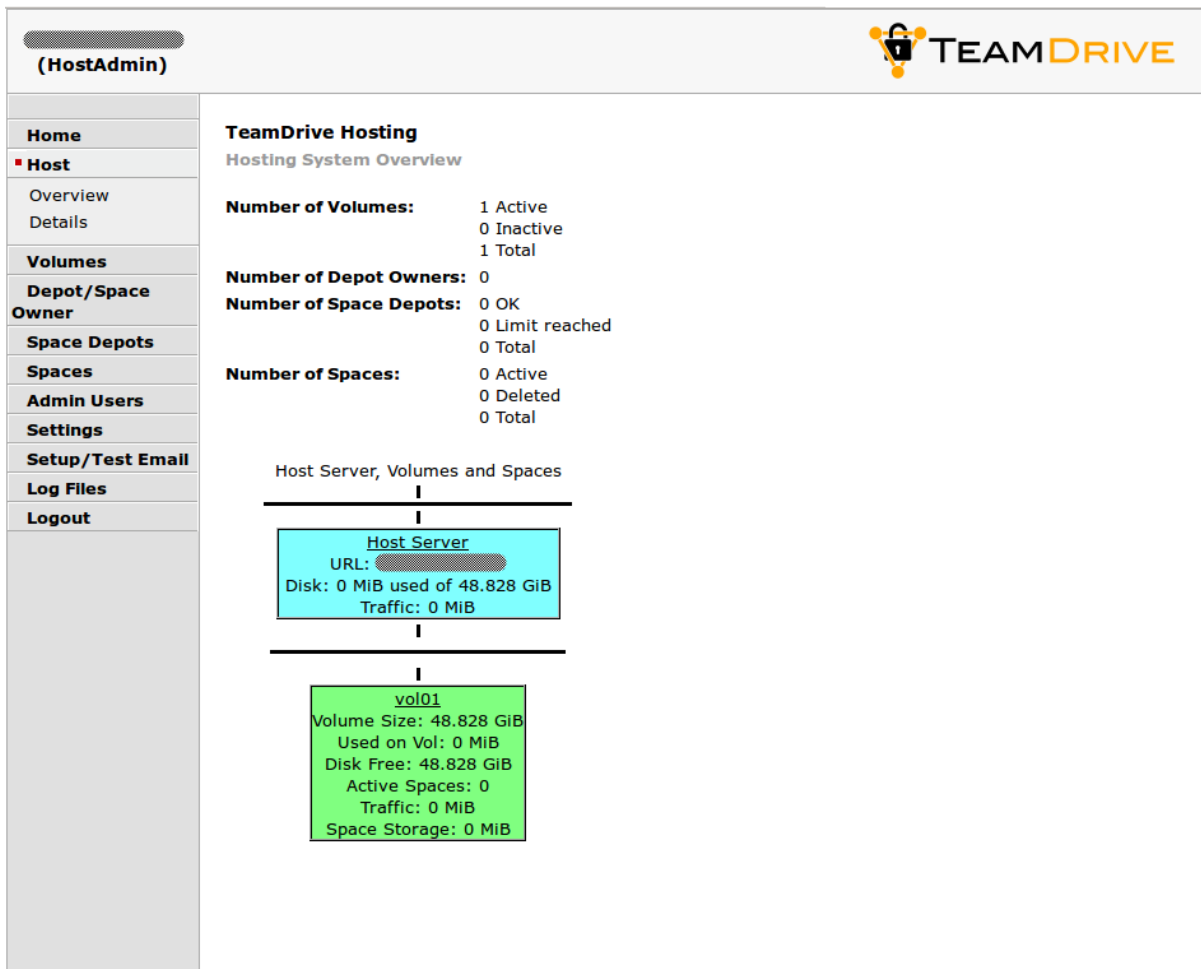 (HostAdmin)
TEAMDRIVE
Home
Host
Overview
Details
Volumes
Depot/Space
Owner
Space Depots
Spaces
Admin Users
Settings
Setup/Test Email
Log Files
Logout
TeamDrive Hosting
Hosting System Overview
Number of Volumes: 1 Active
0 Inactive
1 Total
Number of Depot Owners: 0
Number of Space Depots: 0 OK
0 Limit reached
0 Total
Number of Spaces: 0 Active
0 Deleted
0 Total
Host Server, Volumes and Spaces
Host Server
URL:
Disk: 0 MiB used of 48.828 GiB
Traffic: 0 MiB
vol01
Volume Size: 48.828 GiB
Used on Vol: 0 MiB
Disk Free: 48.828 GiB
Active Spaces: 0
Traffic: 0 MiB
Space Storage: 0 MiB